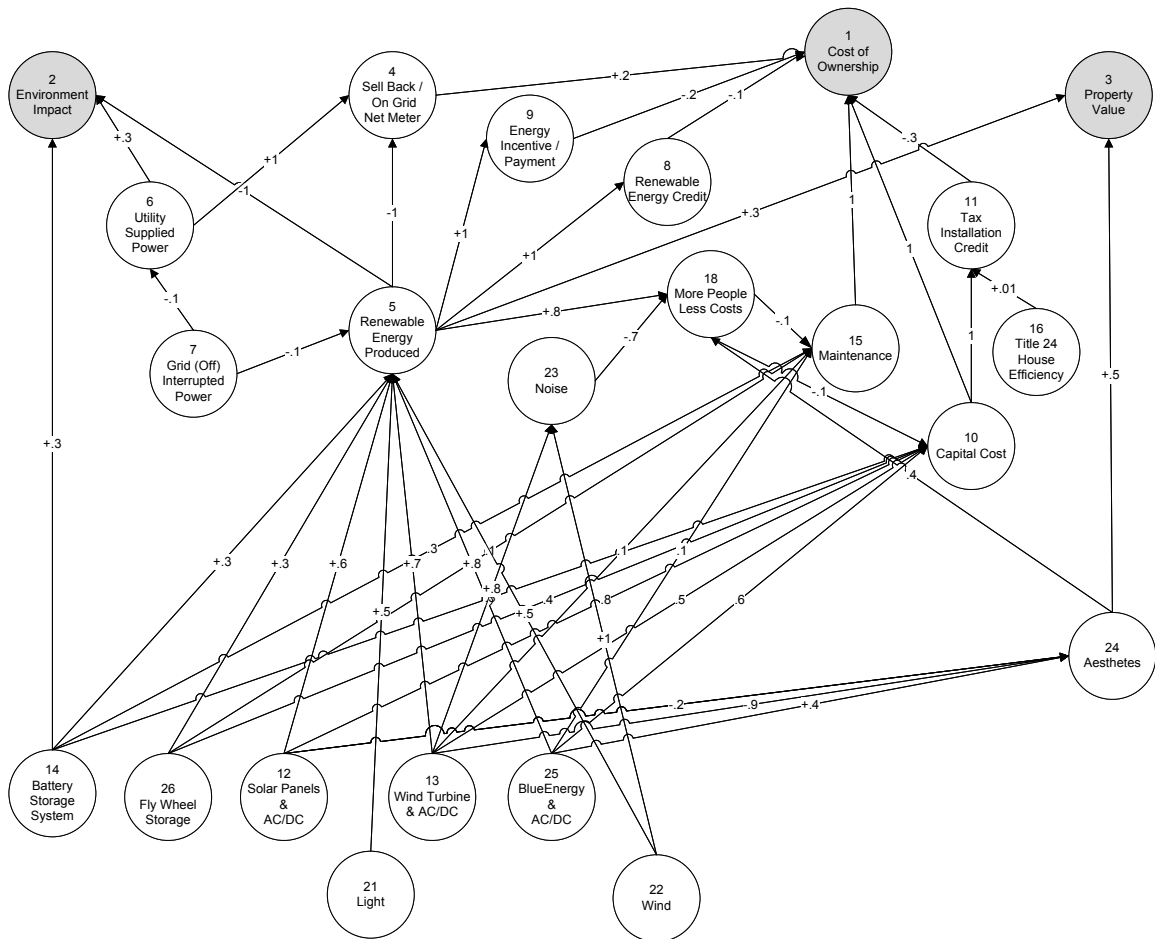 1
Cost of
Ownership
2
Environment
Impact
4
Sell Back /
On Grid
Net Meter
3
Property
Value
+.2
9
Energy
Incentive /
Payment
-.2
-.1
+.3
+1
8
Renewable
Energy Credit
-.3
6
Utility
Supplied
Power
-1
-1
+1
+1
+.3
1
1
11
Tax
Installation
Credit
18
More People
Less Costs
+.01
-.1
5
Renewable
Energy
Produced
+.8
-.1
15
Maintenance
1
16
Title 24
House
Efficiency
7
Grid (Off)
Interrupted
Power
-.1
-.7
23
Noise
-.1
+.5
10
Capital Cost
+.3
.4
+.3
+.3
+.6
+.7
.3
+.8
.1
.1
.1
+.8
+.5
+.5
.4
.8
.5
.6
+1
24
Aesthetes
-.2
-.9
+.4
14
Battery
Storage
System
26
Fly Wheel
Storage
12
Solar Panels
&
AC/DC
13
Wind Turbine
& AC/DC
25
BlueEnergy
&
AC/DC
21
Light
22
Wind